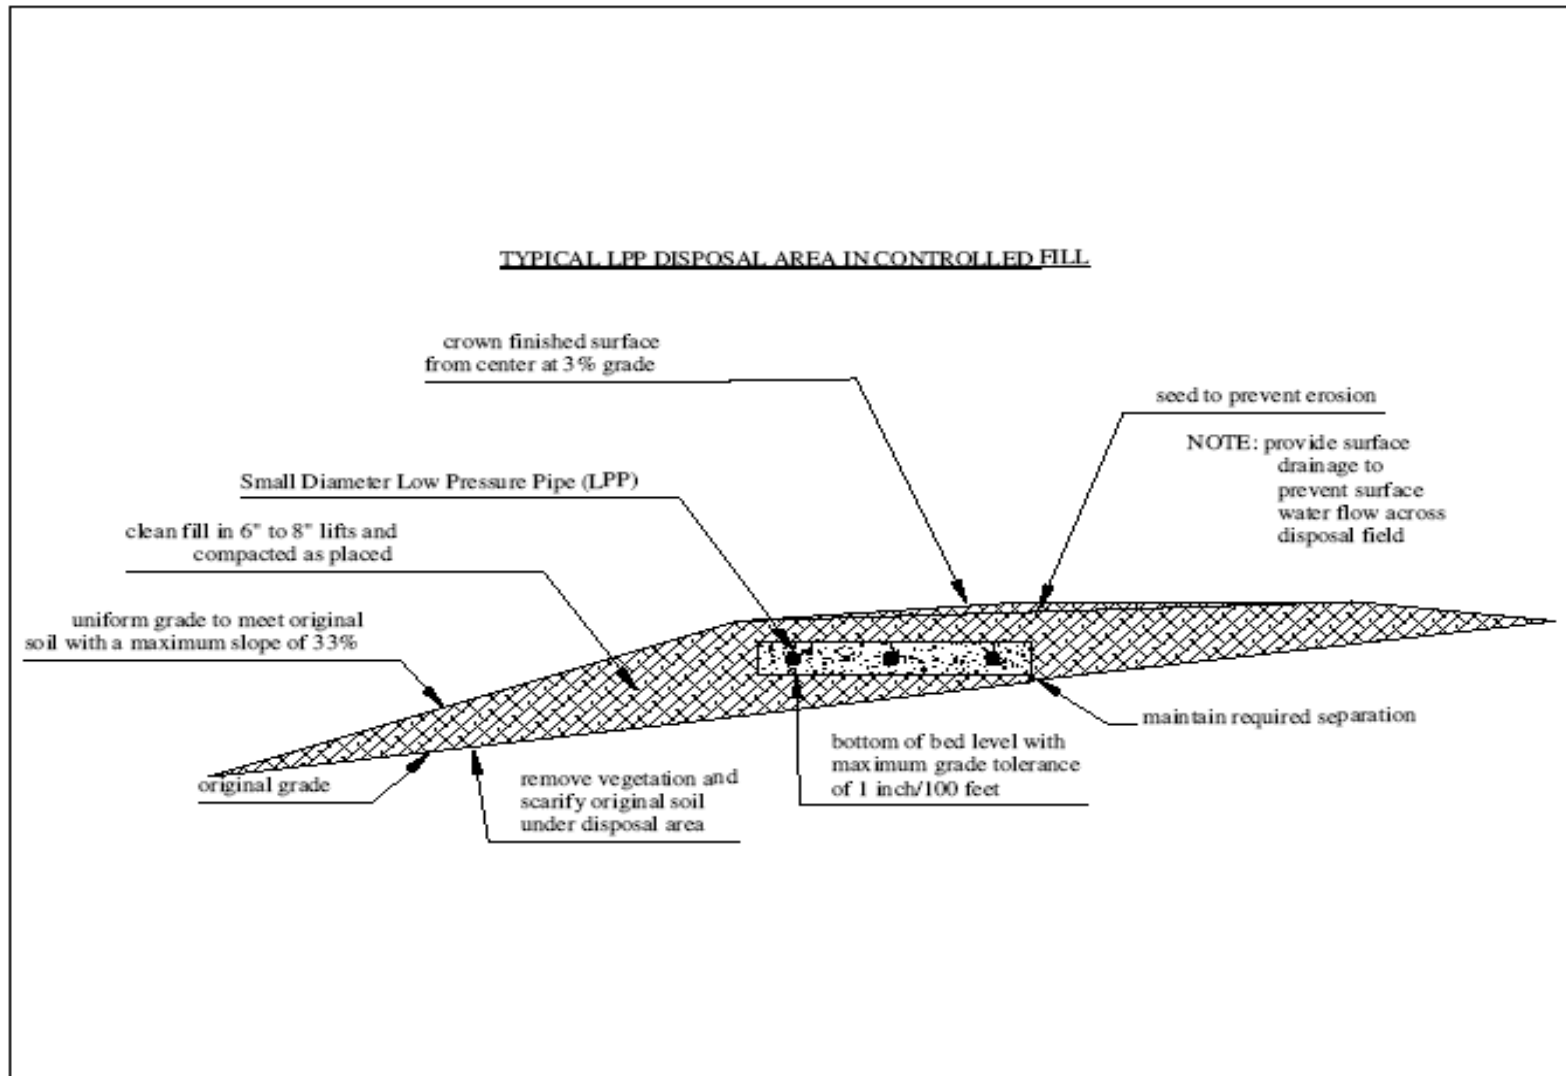 TYPICAL LPP DISPOSAL AREA IN CONTROLLED FILL
crown finished surface
from center at 3% grade
seed to prevent erosion
NOTE: provide surface
drainage to
prevent surface
water flow across
disposal field
Small Diameter Low Pressure Pipe (LPP)
clean fill in 6" to 8" lifts and
compacted as placed
uniform grade to meet original
soil with a maximum slope of 33%
maintain required separation
bottom of bed level with
maximum grade tolerance
of 1 inch/100 feet
original grade
remove vegetation and
scarify original soil
under disposal area